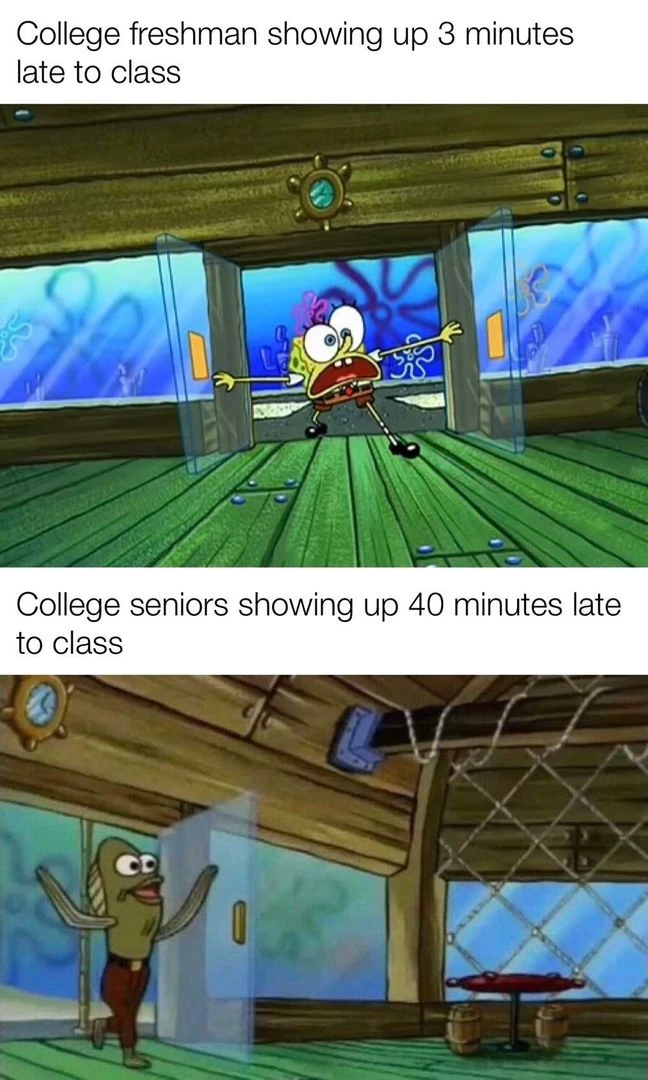 College freshman showing up 3 minutes
late to class
College seniors showing up 40 minutes late
to class